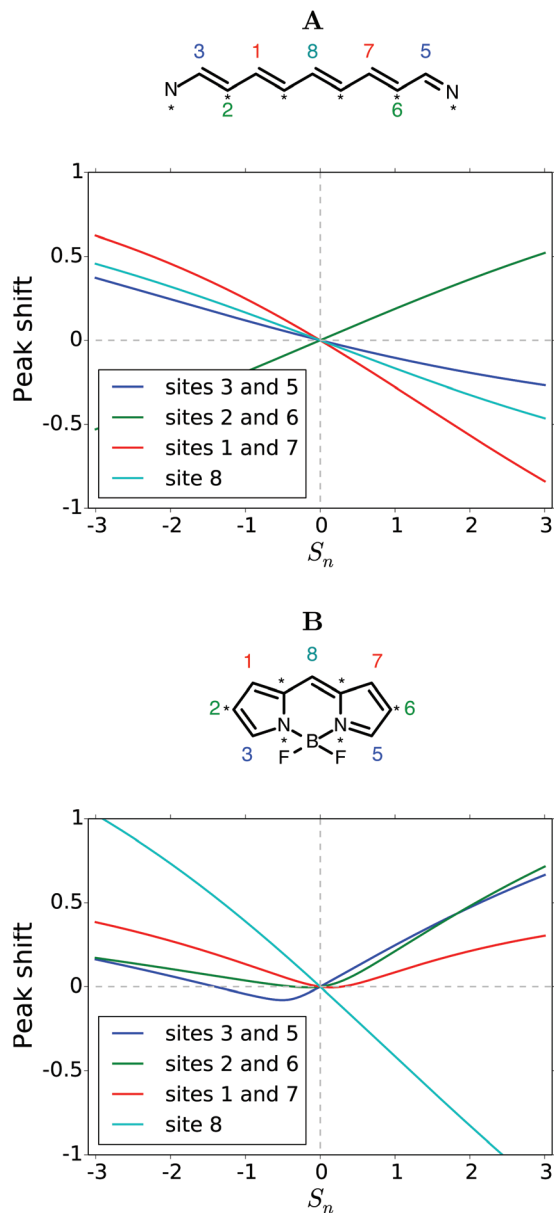 A
3 1 8 7 5
N * 2 * * 6 N
* * *
1
0.5
0
-0.5
-1
Peak shift
sites 3 and 5
sites 2 and 6
sites 1 and 7
site 8
-3 -2 -1 0 1 2 3
Sn
B
8
1 7
* *
2 * * 6
N N
* B *
3 F F 5
1
0.5
0
-0.5
-1
Peak shift
sites 3 and 5
sites 2 and 6
sites 1 and 7
site 8
-3 -2 -1 0 1 2 3
Sn